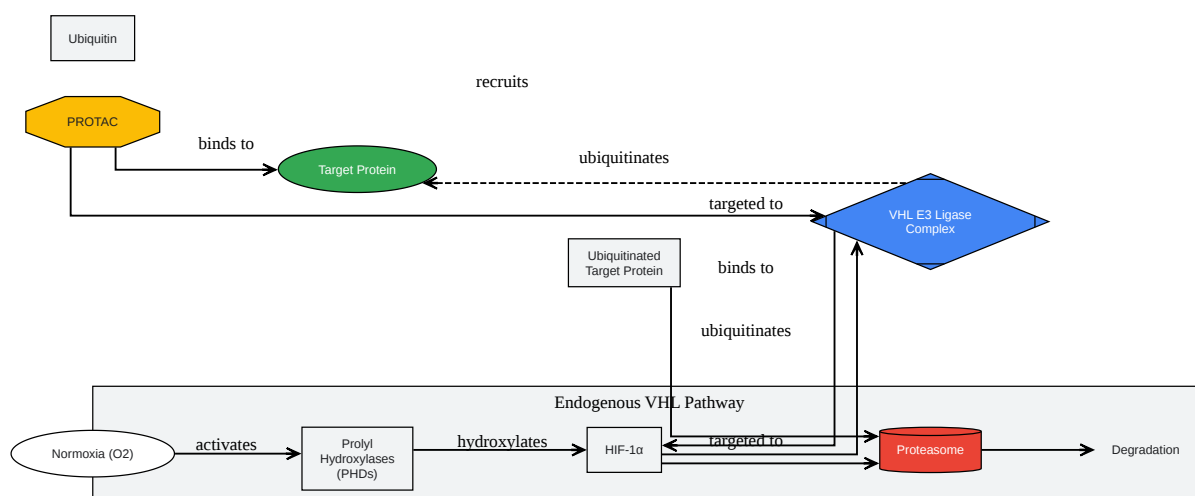 Ubiquitin
recruits
PROTAC
binds to
Target Protein
ubiquitinates
targeted to
VHL E3 Ligase
Complex
Ubiquitinated
Target Protein
binds to
ubiquitinates
Endogenous VHL Pathway
Normoxia (O2)
activates
Prolyl
Hydroxylases
(PHDs)
hydroxylates
HIF-1α
targeted to
Proteasome
Degradation